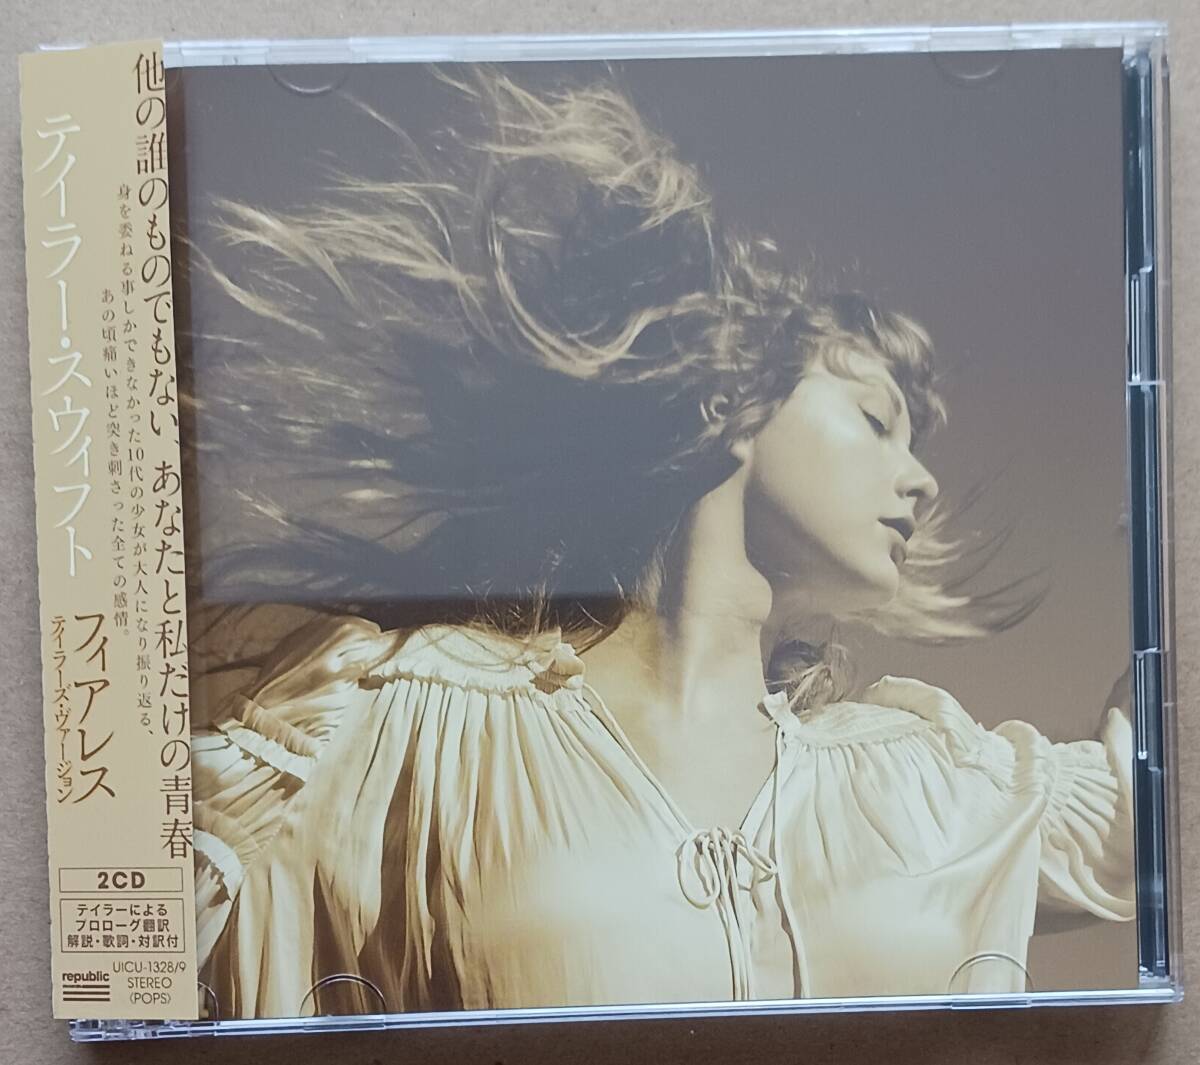 他の誰のものでもない、あなたと私だけの青春
身を委ねる事しかできなかった10代の少女が大人になり振り返る、
あの頃痛いほど突き刺さった全ての感情。
テイラー・スウィフト
フィアレス
テイラーズ・ヴァージョン
2CD
テイラーによる
プロローグ翻訳
解説・歌詞・対訳付
republic
UICU-1328/9
STEREO
(POPS)